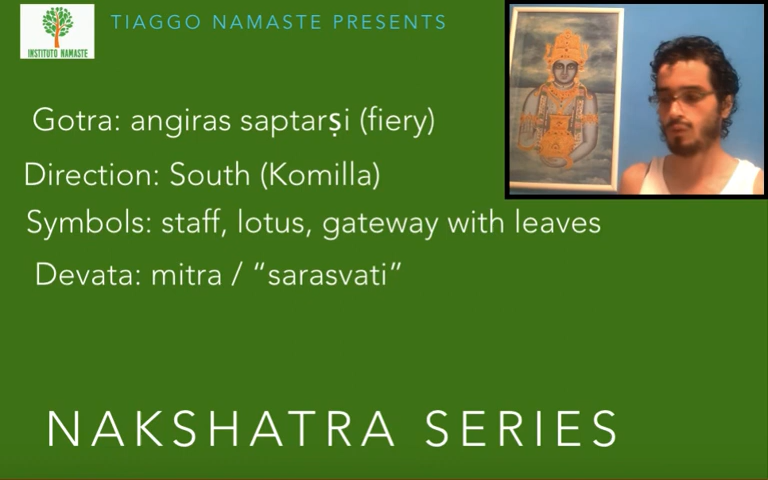 INSTITUTO NAMASTE
TIAGGO NAMASTE PRESENTS
Gotra: angiras saptarṣi (fiery)
Direction: South (Komilla)
Symbols: staff, lotus, gateway with leaves
Devata: mitra / “sarasvati”
NAKSHATRA SERIES